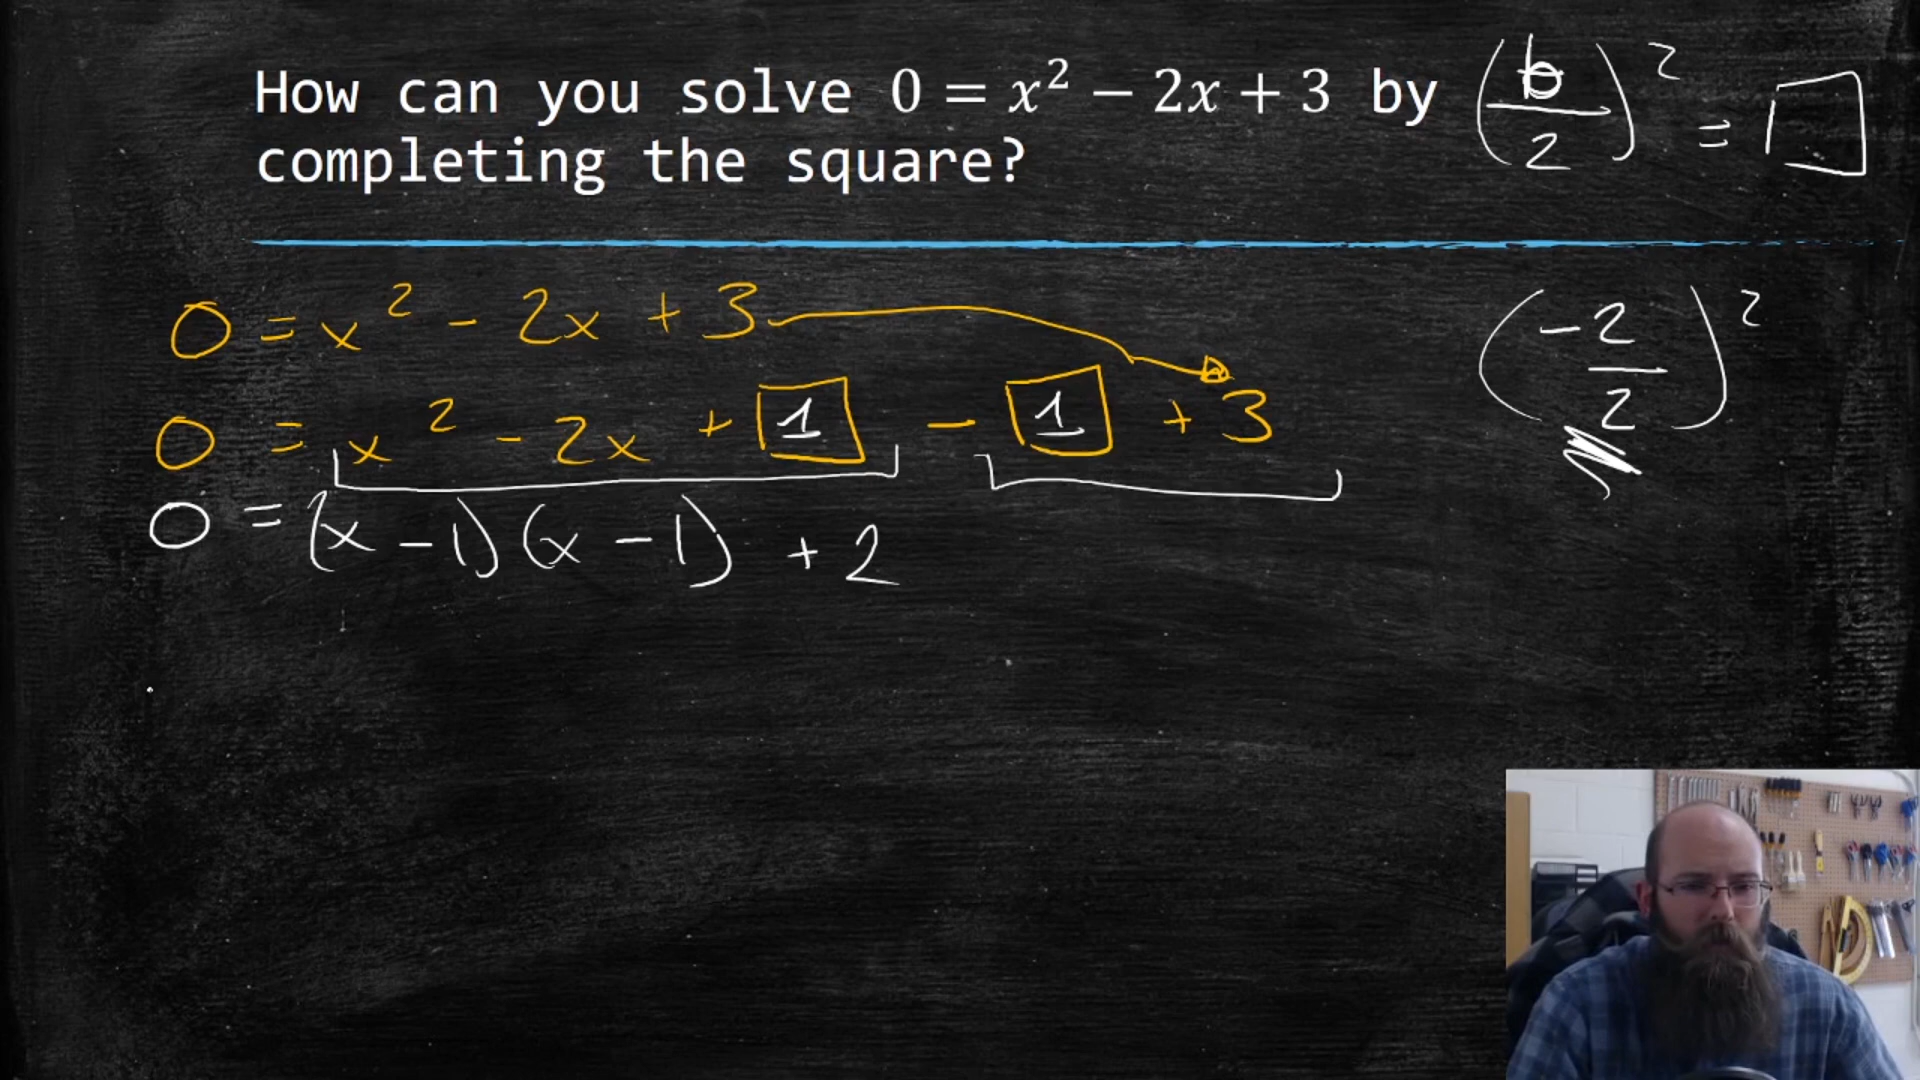 How can you solve 0 = x² − 2x + 3 by
completing the square?
(b/2)² = □
0 = x² - 2x + 3
(-2/2)²
0 = x² - 2x + 1 - 1 + 3
0 = (x - 1)(x - 1) + 2